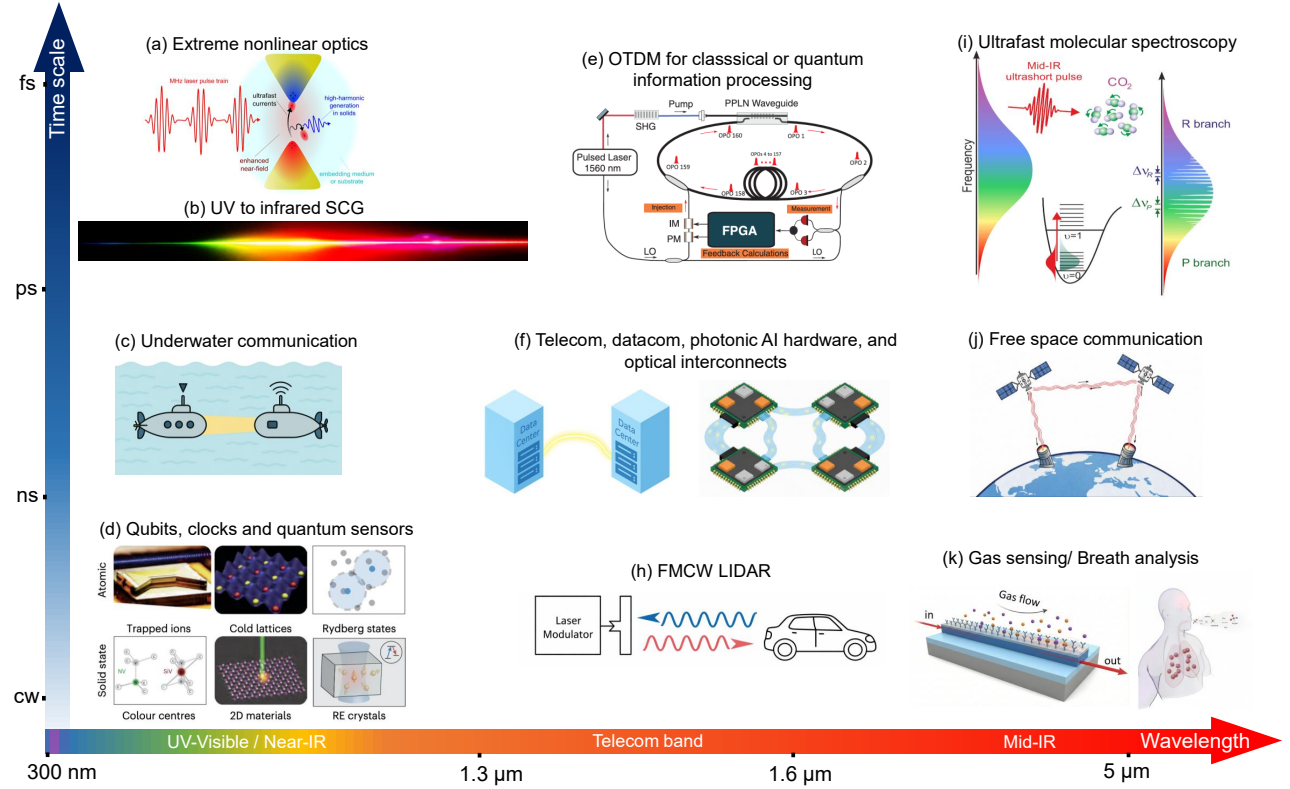 Time scale
fs
ps
ns
cw
(a) Extreme nonlinear optics
MHz laser pulse train
ultrafast
currents
high-harmonic
generation
in solids
enhanced
near-field
embedding medium
or substrate
(b) UV to infrared SCG
(c) Underwater communication
(d) Qubits, clocks and quantum sensors
Atomic
Trapped ions
Cold lattices
Rydberg states
Solid state
NV
SiV
Colour centres
2D materials
RE crystals
(e) OTDM for classsical or quantum
information processing
Pump
PPLN Waveguide
SHG
OPO 160
OPO 1
Pulsed Laser
1560 nm
OPO 159
OPOs 4 to 157
OPO 2
OPO 158
OPO 3
Injection
Measurement
IM
PM
FPGA
Feedback Calculations
LO
LO
(f) Telecom, datacom, photonic AI hardware, and
optical interconnects
Data
Center
Data
Center
(h) FMCW LIDAR
Laser
Modulator
(i) Ultrafast molecular spectroscopy
Mid-IR
ultrashort pulse
CO2
Frequency
R branch
ΔνR
ΔνP
υ=1
υ=0
P branch
(j) Free space communication
(k) Gas sensing/ Breath analysis
Gas flow
in
out
UV-Visible / Near-IR
Telecom band
Mid-IR
Wavelength
300 nm
1.3 µm
1.6 µm
5 µm